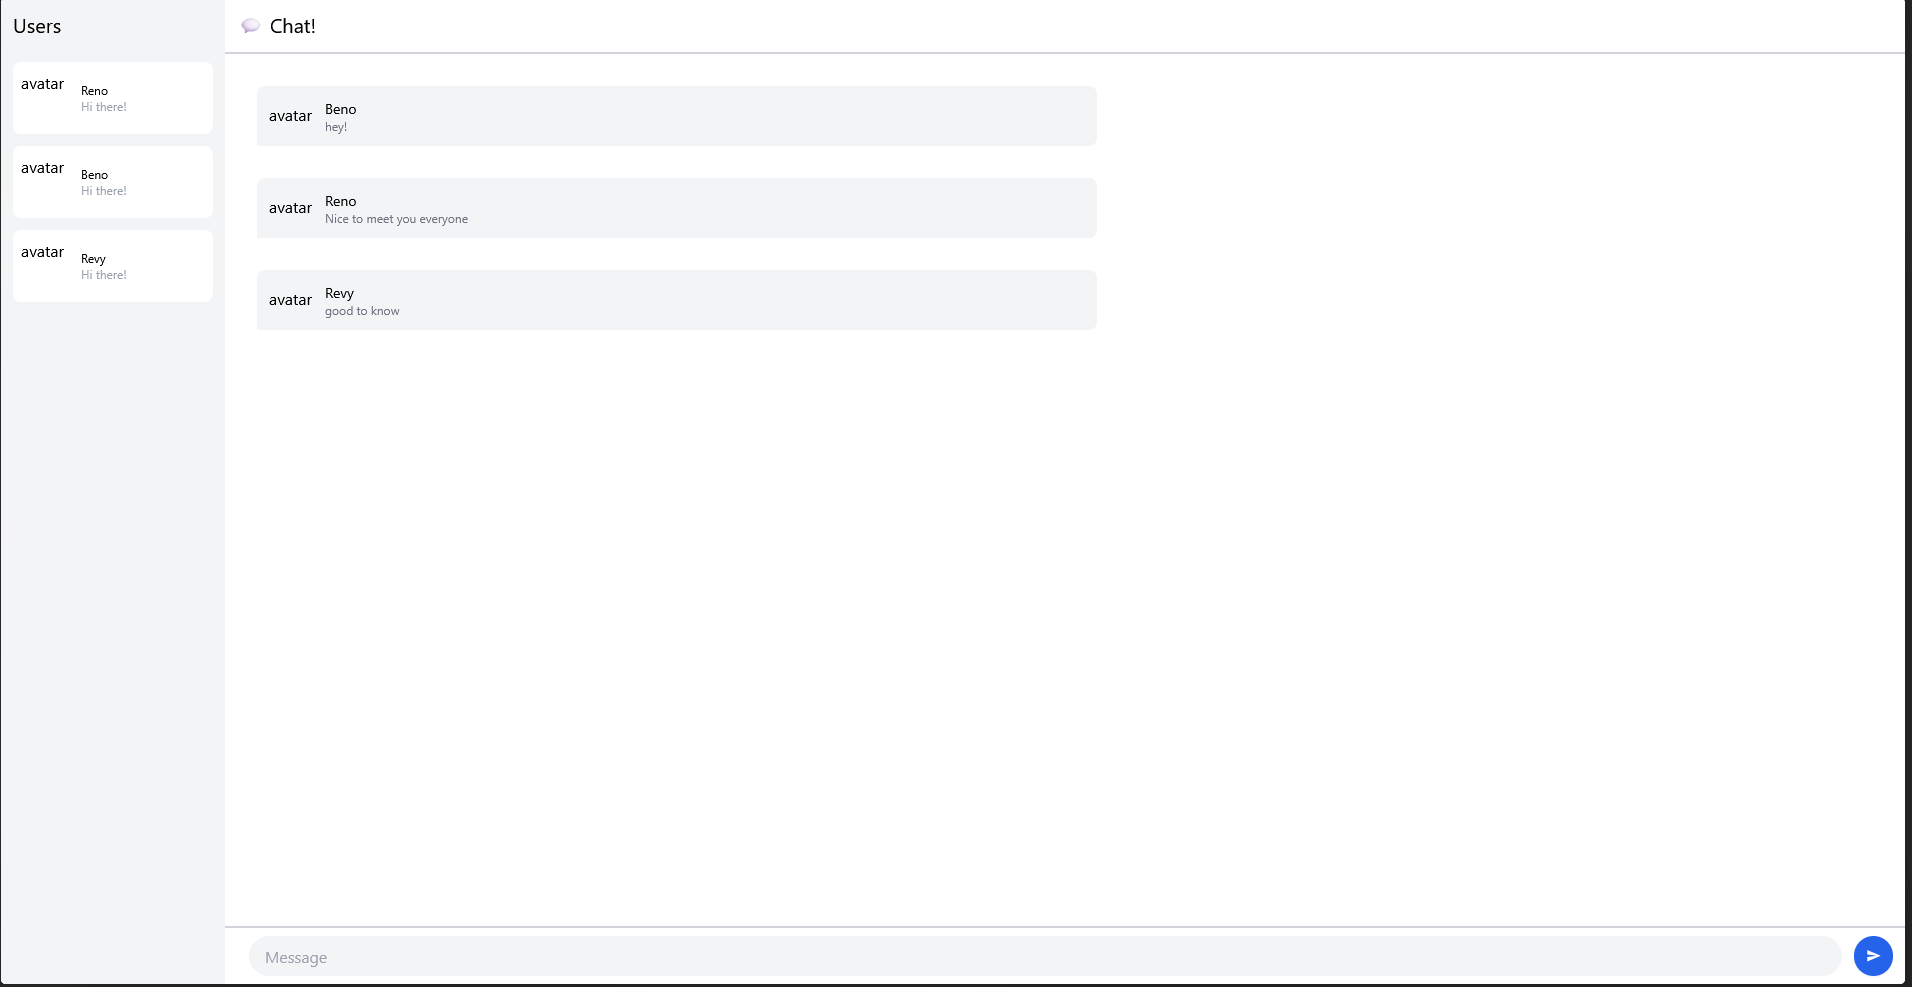 Users
avatar
Reno
Hi there!
avatar
Beno
Hi there!
avatar
Revy
Hi there!
Chat!
avatar
Beno
hey!
avatar
Reno
Nice to meet you everyone
avatar
Revy
good to know
Message